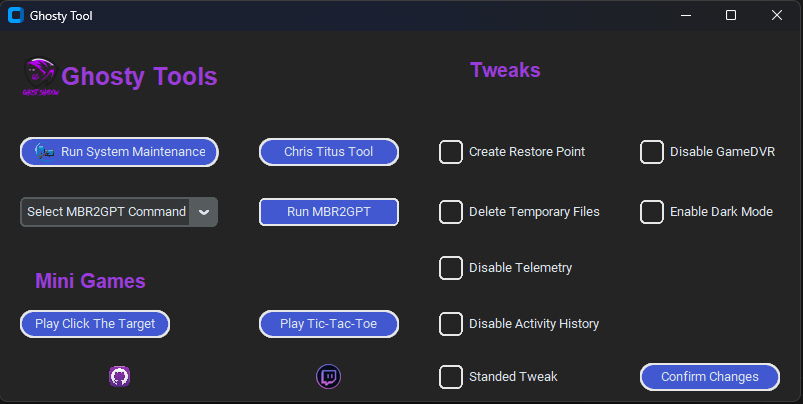 Ghosty Tool
GHOST SHADOW
Ghosty Tools
Tweaks
Run System Maintenance
Chris Titus Tool
Create Restore Point
Disable GameDVR
Select MBR2GPT Command
Run MBR2GPT
Delete Temporary Files
Enable Dark Mode
Disable Telemetry
Mini Games
Play Click The Target
Play Tic-Tac-Toe
Disable Activity History
Standed Tweak
Confirm Changes